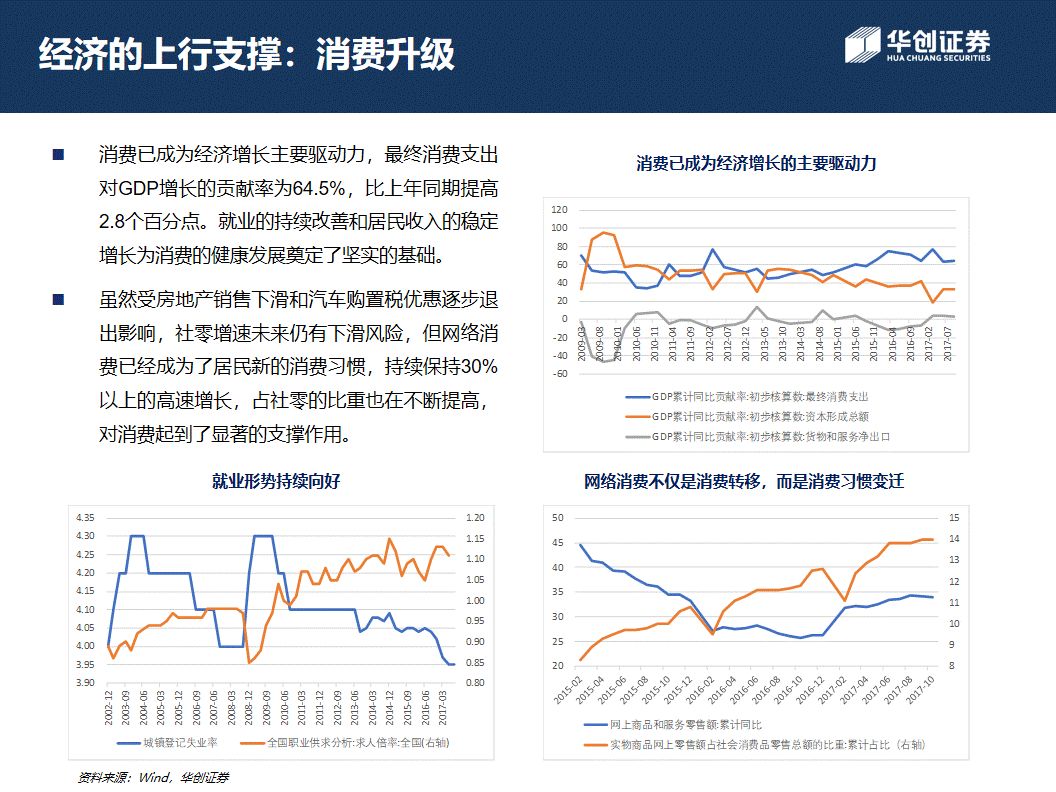 经济的上行支撑：消费升级
华创证券
HUA CHUANG SECURITIES
消费已成为经济增长主要驱动力，最终消费支出
对GDP增长的贡献率为64.5%，比上年同期提高
2.8个百分点。就业的持续改善和居民收入的稳定
增长为消费的健康发展奠定了坚实的基础。
虽然受房地产销售下滑和汽车购置税优惠逐步退
出影响，社零增速未来仍有下滑风险，但网络消
费已经成为了居民新的消费习惯，持续保持30%
以上的高速增长，占社零的比重也在不断提高，
对消费起到了显著的支撑作用。
消费已成为经济增长的主要驱动力
120
100
80
60
40
20
0
-20
-40
-60
2009-03 2009-08 2010-01 2010-06 2010-11 2011-04 2011-09 2012-02 2012-07 2012-12 2013-05 2013-10 2014-03 2014-08 2015-01 2015-06 2015-11 2016-04 2016-09 2017-02 2017-07
GDP累计同比贡献率:初步核算数:最终消费支出
GDP累计同比贡献率:初步核算数:资本形成总额
GDP累计同比贡献率:初步核算数:货物和服务净出口
就业形势持续向好
4.35 1.20
4.30 1.15
4.25 1.10
4.20 1.05
4.15 1.00
4.10 0.95
4.05 0.90
4.00 0.85
3.95 0.80
3.90
2002-12 2003-09 2004-06 2005-03 2005-12 2006-09 2007-06 2008-03 2008-12 2009-09 2010-06 2011-03 2011-12 2012-09 2013-06 2014-03 2014-12 2015-09 2016-06 2017-03
城镇登记失业率 全国职业供求分析:求人倍率:全国(右轴)
网络消费不仅是消费转移，而是消费习惯变迁
50 15
45 14
40 13
35 12
30 11
25 10
20 9
8
2015-02 2015-04 2015-06 2015-08 2015-10 2015-12 2016-02 2016-04 2016-06 2016-08 2016-10 2016-12 2017-02 2017-04 2017-06 2017-08 2017-10
网上商品和服务零售额:累计同比
实物商品网上零售额占社会消费品零售总额的比重:累计占比（右轴）
资料来源：Wind，华创证券